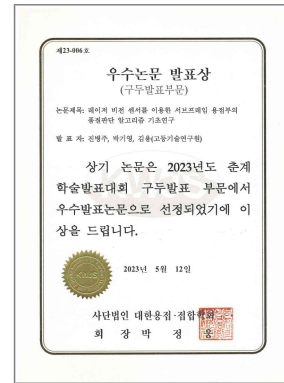 제23-006호
우수논문 발표상
(구두발표부문)
논문제목: 레이저 비전 센서를 이용한 서브프레임 용접부의
품질판단 알고리즘 기초연구
발 표 자: 전병주, 박기영, 김용(고등기술연구원)
상기 논문은 2023년도 춘계
학술발표대회 구두발표 부문에서
우수발표논문으로 선정되었기에 이
상을 드립니다.
2023년 5월 12일
사단법인 대한용접·접합학회
회 장 박 정 웅